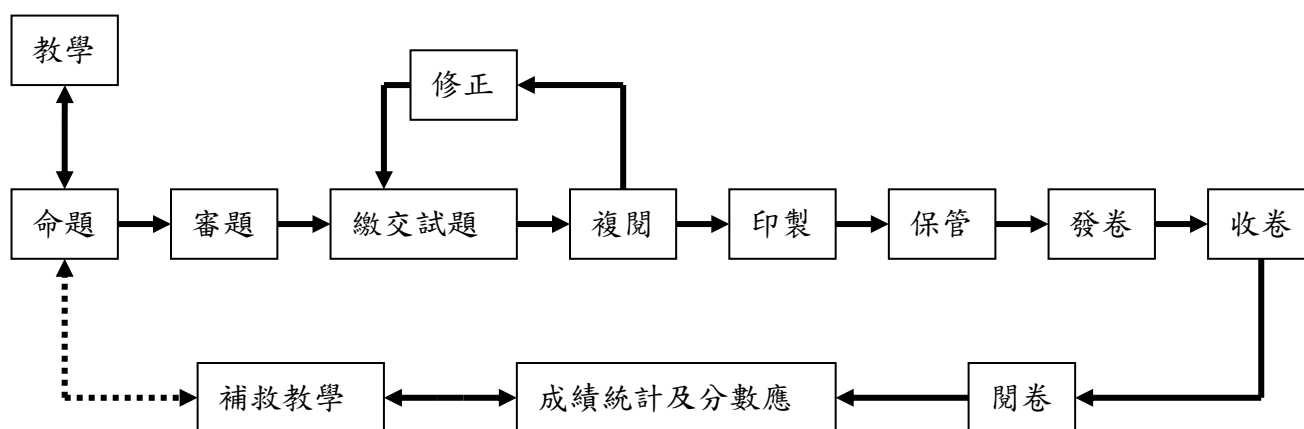 教學
修正
命題
審題
繳交試題
複閱
印製
保管
發卷
收卷
補救教學
成績統計及分數應
閱卷